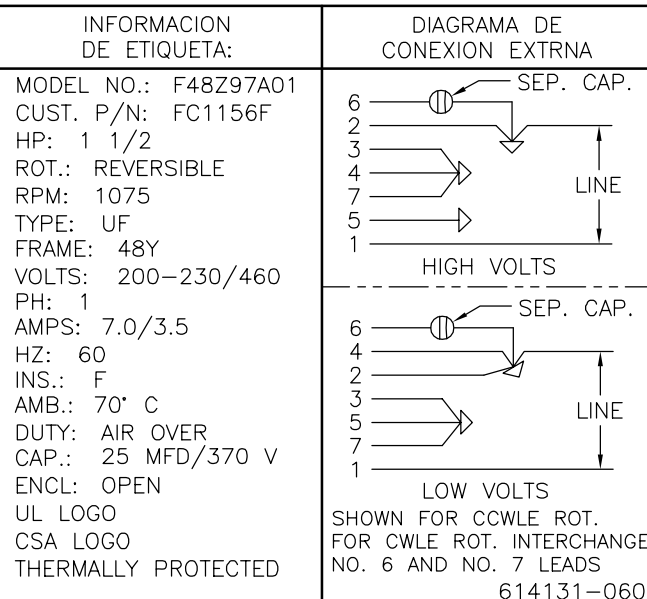 INFORMACION
DE ETIQUETA:
MODEL NO.: F48Z97A01
CUST. P/N: FC1156F
HP: 1 1/2
ROT.: REVERSIBLE
RPM: 1075
TYPE: UF
FRAME: 48Y
VOLTS: 200-230/460
PH: 1
AMPS: 7.0/3.5
HZ: 60
INS.: F
AMB.: 70° C
DUTY: AIR OVER
CAP.: 25 MFD/370 V
ENCL: OPEN
UL LOGO
CSA LOGO
THERMALLY PROTECTED
DIAGRAMA DE
CONEXION EXTRNA
SEP. CAP.
6
2
3
4
7
5
1
LINE
HIGH VOLTS
SEP. CAP.
6
4
2
3
5
7
1
LINE
LOW VOLTS
SHOWN FOR CCWLE ROT.
FOR CWLE ROT. INTERCHANGE
NO. 6 AND NO. 7 LEADS
614131-060